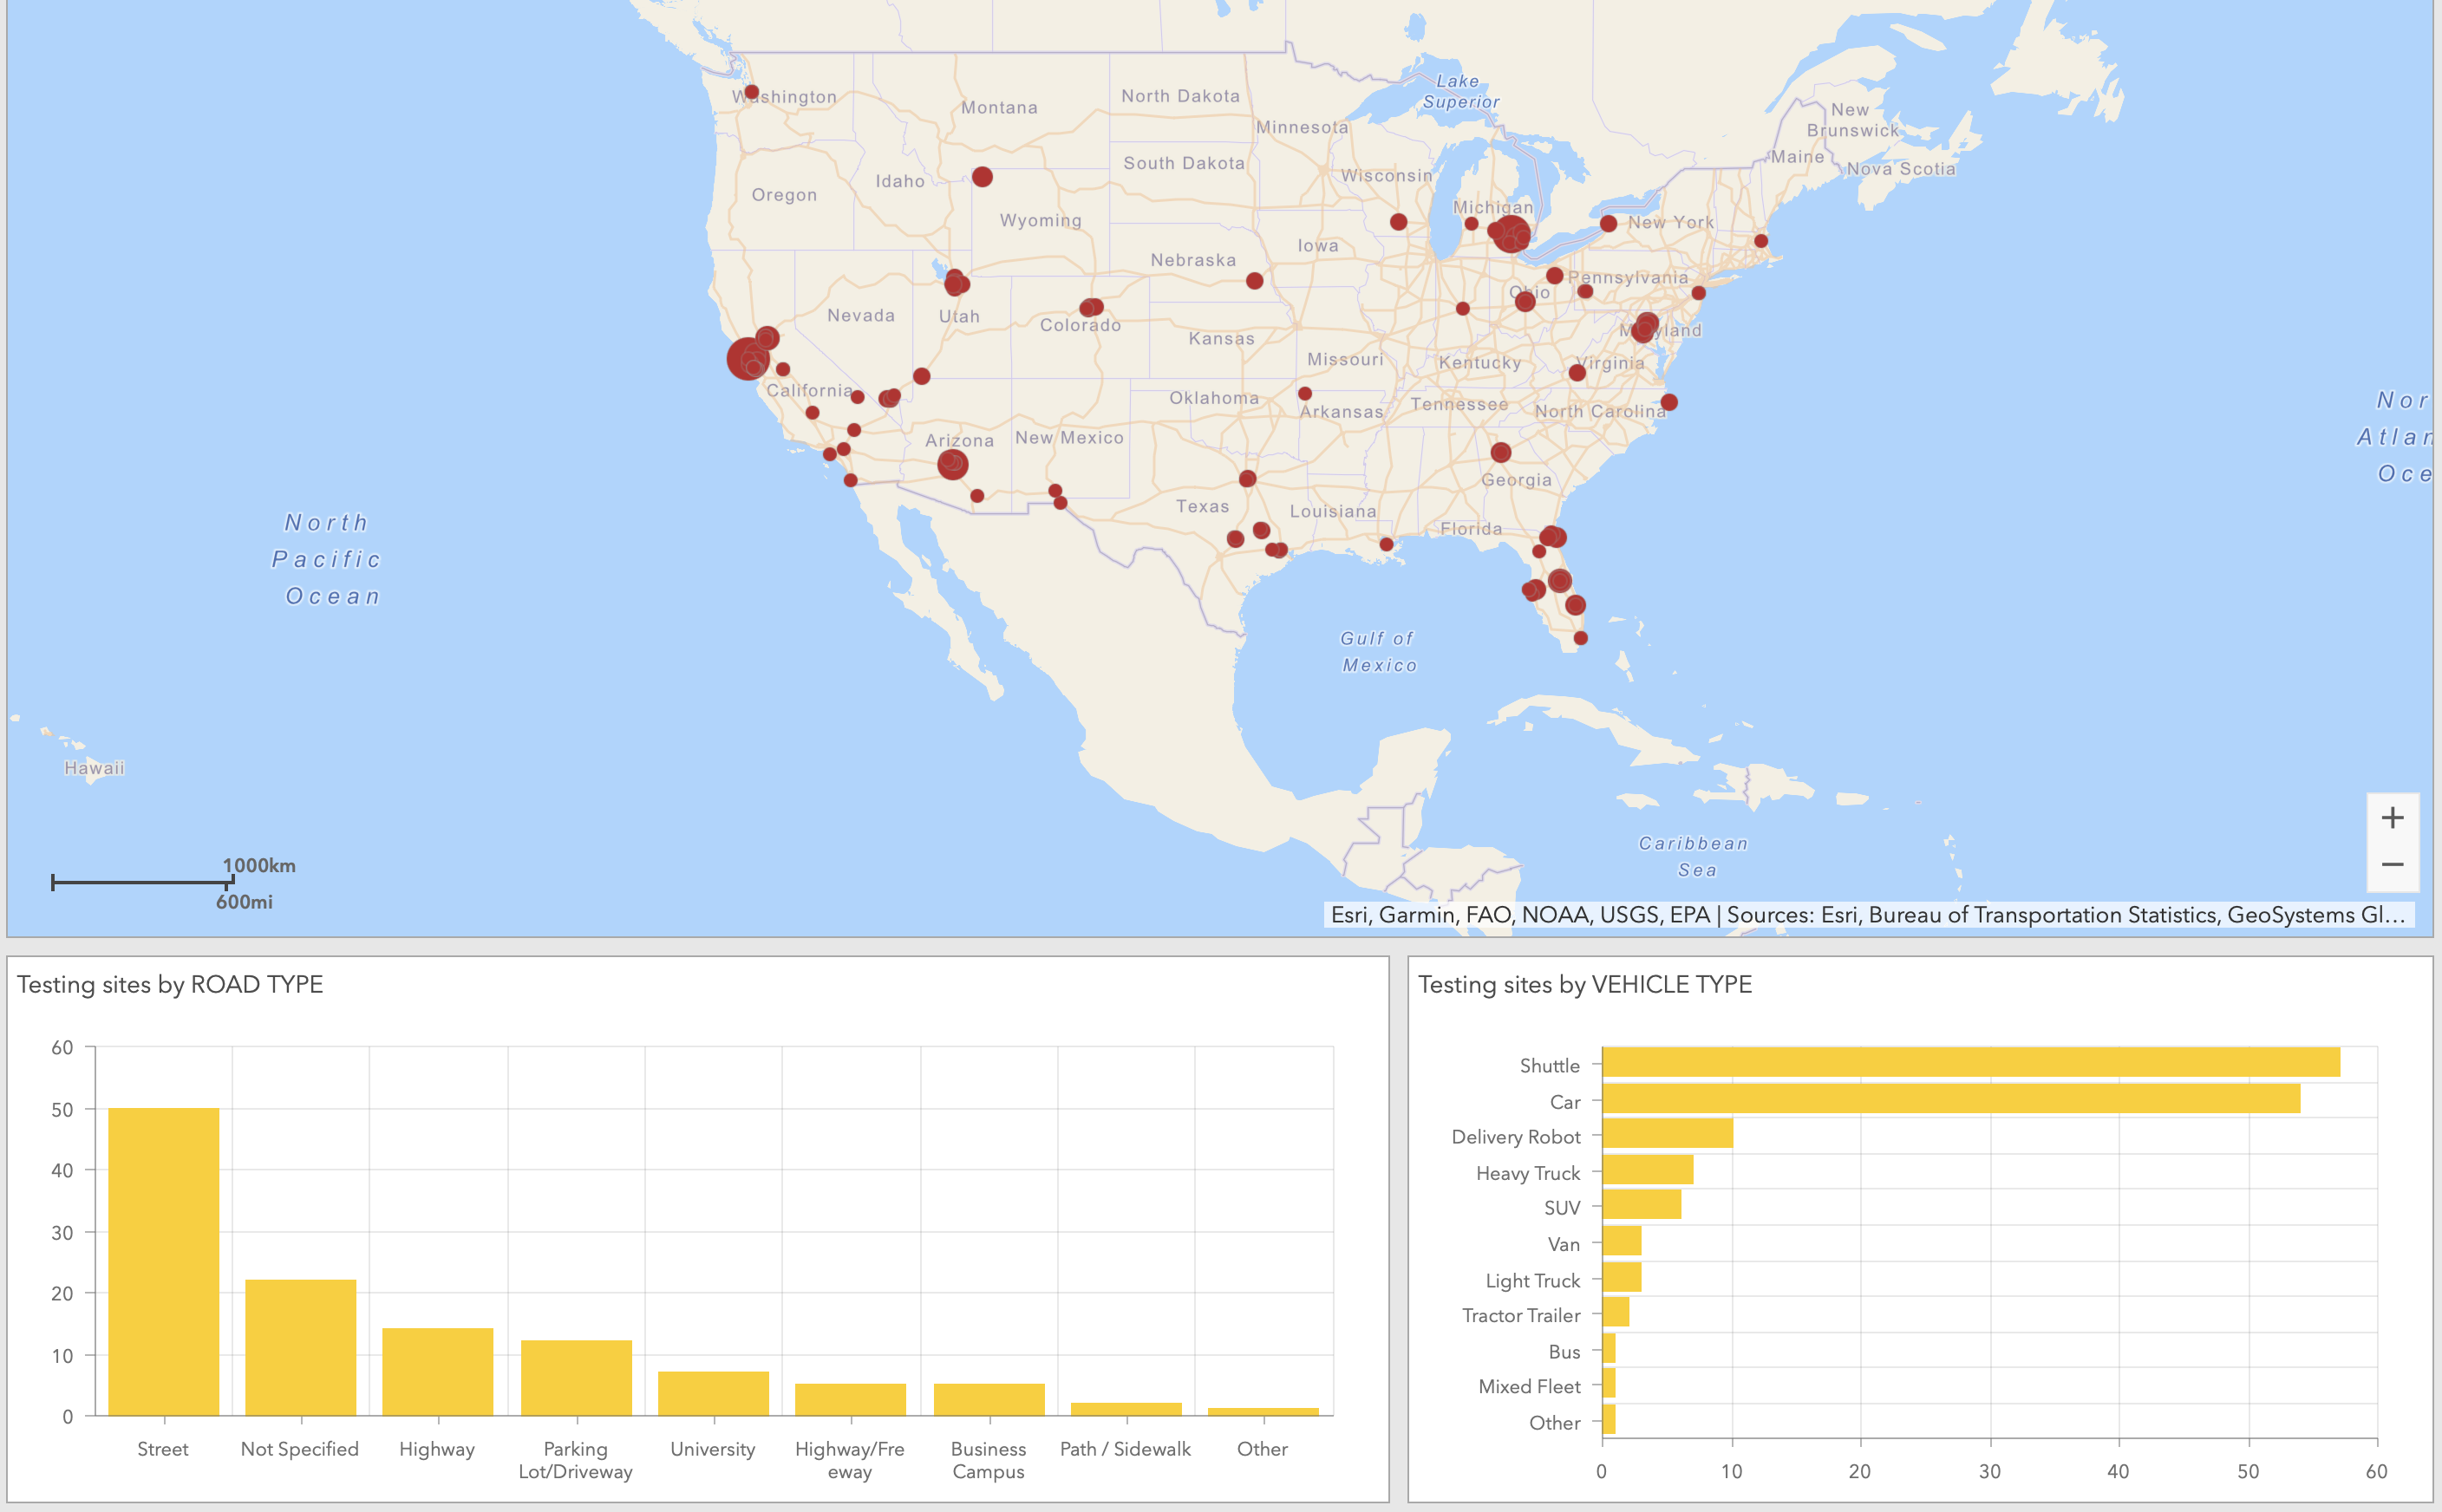 Lake
Superior
Washington
Montana
North Dakota
Minnesota
New
Brunswick
Maine
Nova Scotia
South Dakota
Wisconsin
Oregon
Idaho
Wyoming
Michigan
New York
Iowa
Nebraska
Pennsylvania
Ohio
Nevada
Utah
Colorado
Kansas
Missouri
Kentucky
Virginia
Maryland
California
Oklahoma
Arkansas
Tennessee
North Carolina
Arizona
New Mexico
Georgia
Texas
Louisiana
Florida
North
Pacific
Ocean
Nor
Atlan
Oce
Gulf of
Mexico
Hawaii
Caribbean
Sea
1000km
600mi
+
−
Esri, Garmin, FAO, NOAA, USGS, EPA | Sources: Esri, Bureau of Transportation Statistics, GeoSystems Gl...
Testing sites by ROAD TYPE
60
50
40
30
20
10
0
Street
Not Specified
Highway
Parking
Lot/Driveway
University
Highway/Fre
eway
Business
Campus
Path / Sidewalk
Other
Testing sites by VEHICLE TYPE
Shuttle
Car
Delivery Robot
Heavy Truck
SUV
Van
Light Truck
Tractor Trailer
Bus
Mixed Fleet
Other
0 10 20 30 40 50 60